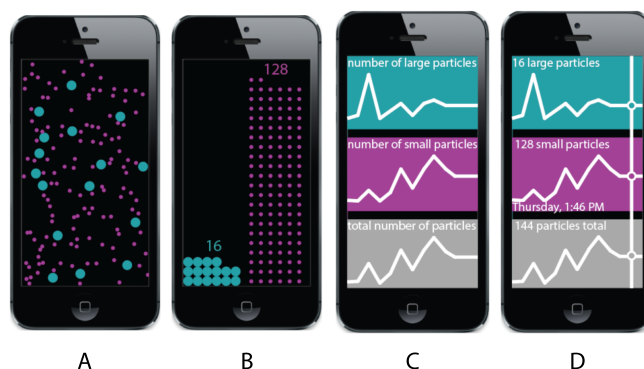 128
16
number of large particles
number of small particles
total number of particles
16 large particles
128 small particles
Thursday, 1:46 PM
144 particles total
A
B
C
D